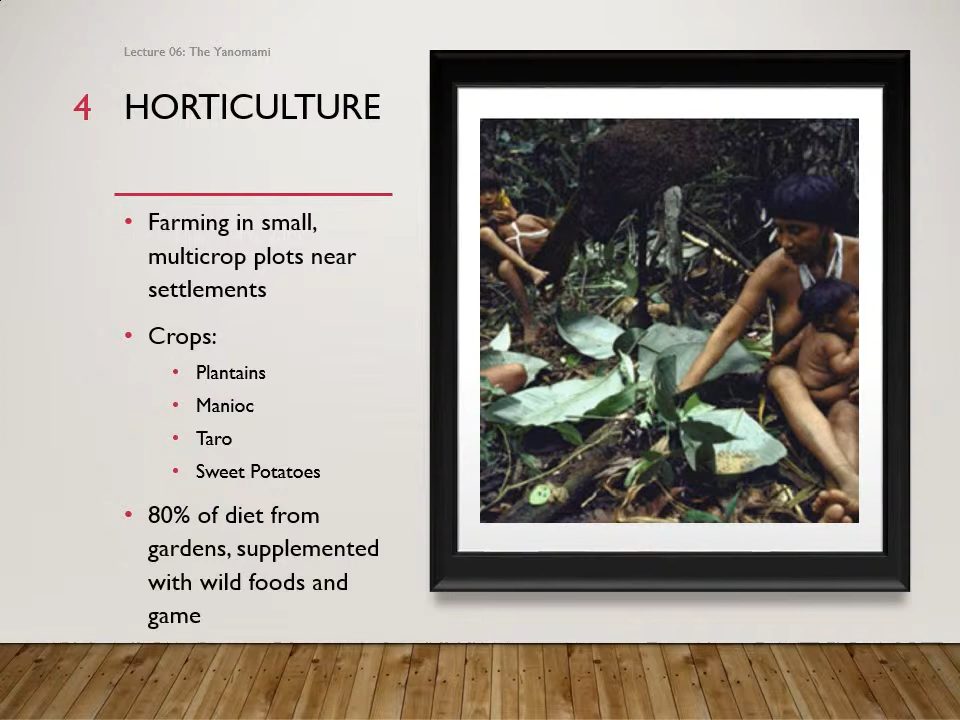 Lecture 06: The Yanomami
4 HORTICULTURE
• Farming in small,
multicrop plots near
settlements
• Crops:
• Plantains
• Manioc
• Taro
• Sweet Potatoes
• 80% of diet from
gardens, supplemented
with wild foods and
game